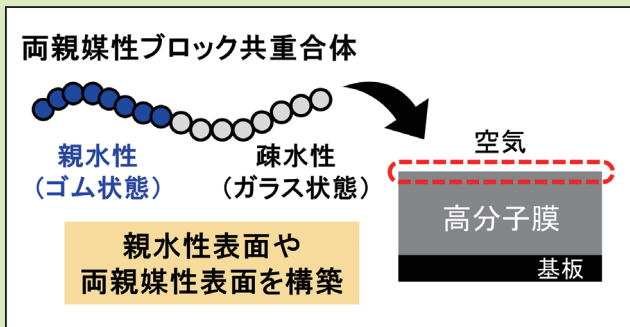 両親媒性ブロック共重合体
親水性
(ゴム状態)
疎水性
(ガラス状態)
親水性表面や
両親媒性表面を構築
空気
高分子膜
基板